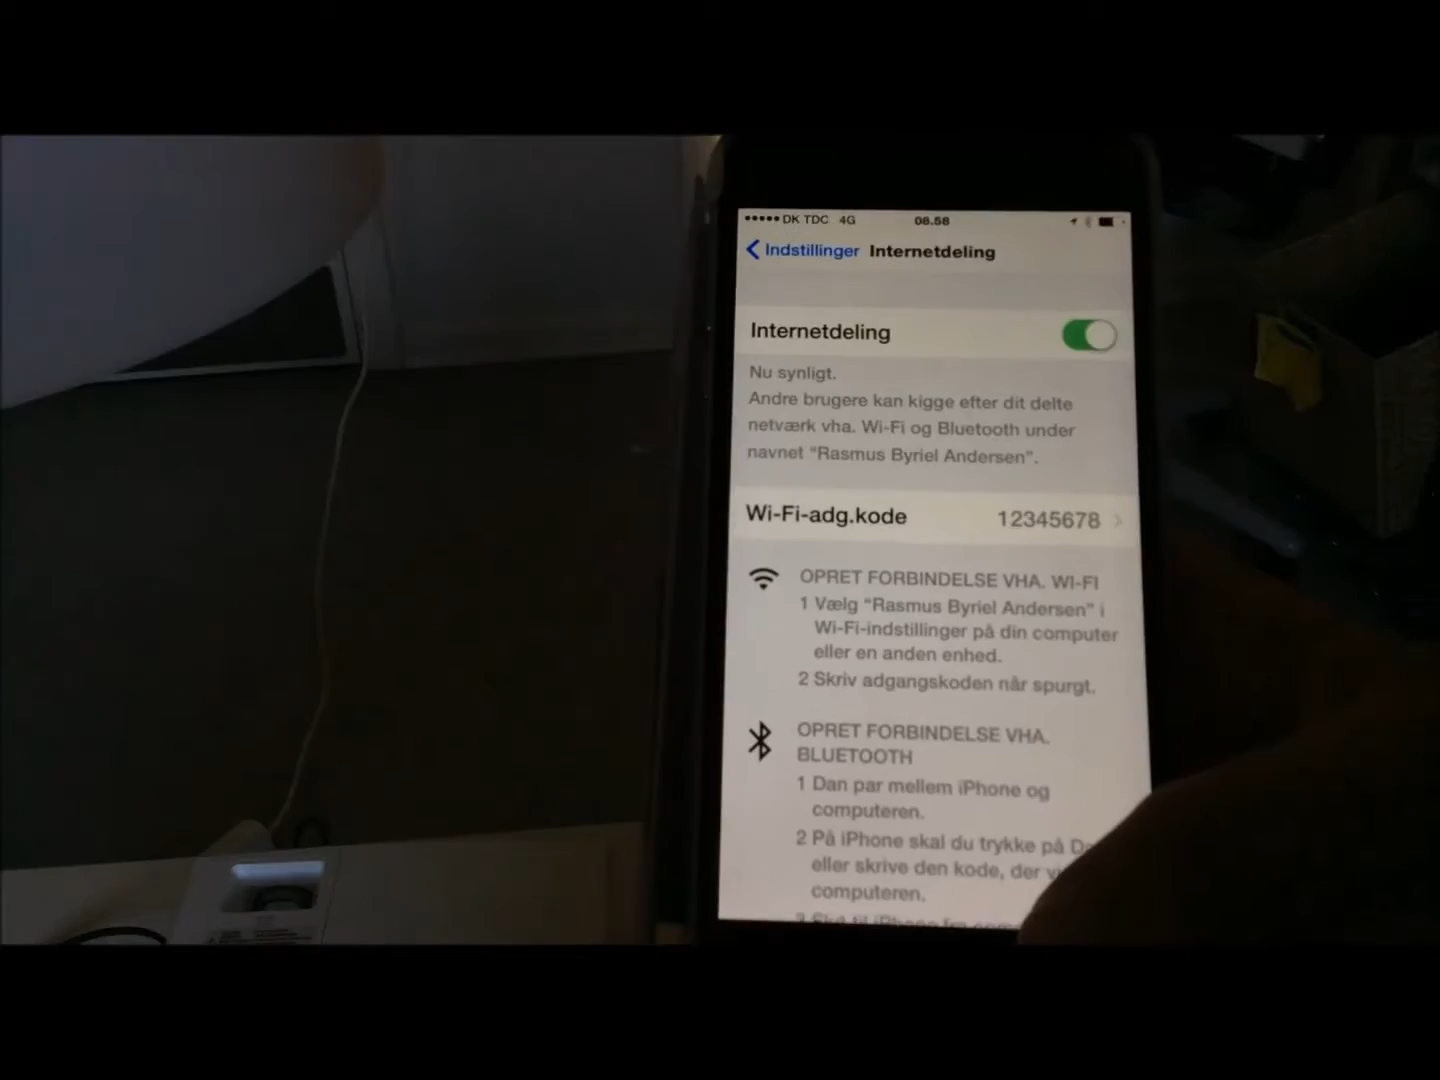 DK TDC 4G 08.58
Indstillinger Internetdeling
Internetdeling
Nu synligt.
Andre brugere kan kigge efter dit delte
netværk vha. Wi-Fi og Bluetooth under
navnet “Rasmus Byriel Andersen”.
Wi-Fi-adg.kode 12345678
OPRET FORBINDELSE VHA. WI-FI
1 Vælg “Rasmus Byriel Andersen” i
Wi-Fi-indstillinger på din computer
eller en anden enhed.
2 Skriv adgangskoden når spurgt.
OPRET FORBINDELSE VHA.
BLUETOOTH
1 Dan par mellem iPhone og
computeren.
2 På iPhone skal du trykke på
eller skrive den kode, der
computeren.